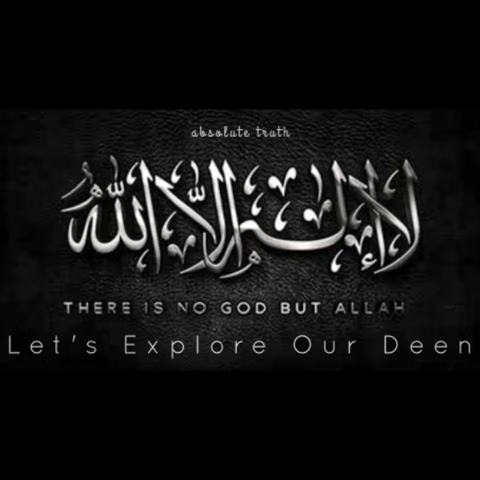 absolute truth
لا إله إلا الله
THERE IS NO GOD BUT ALLAH
Let's Explore Our Deen